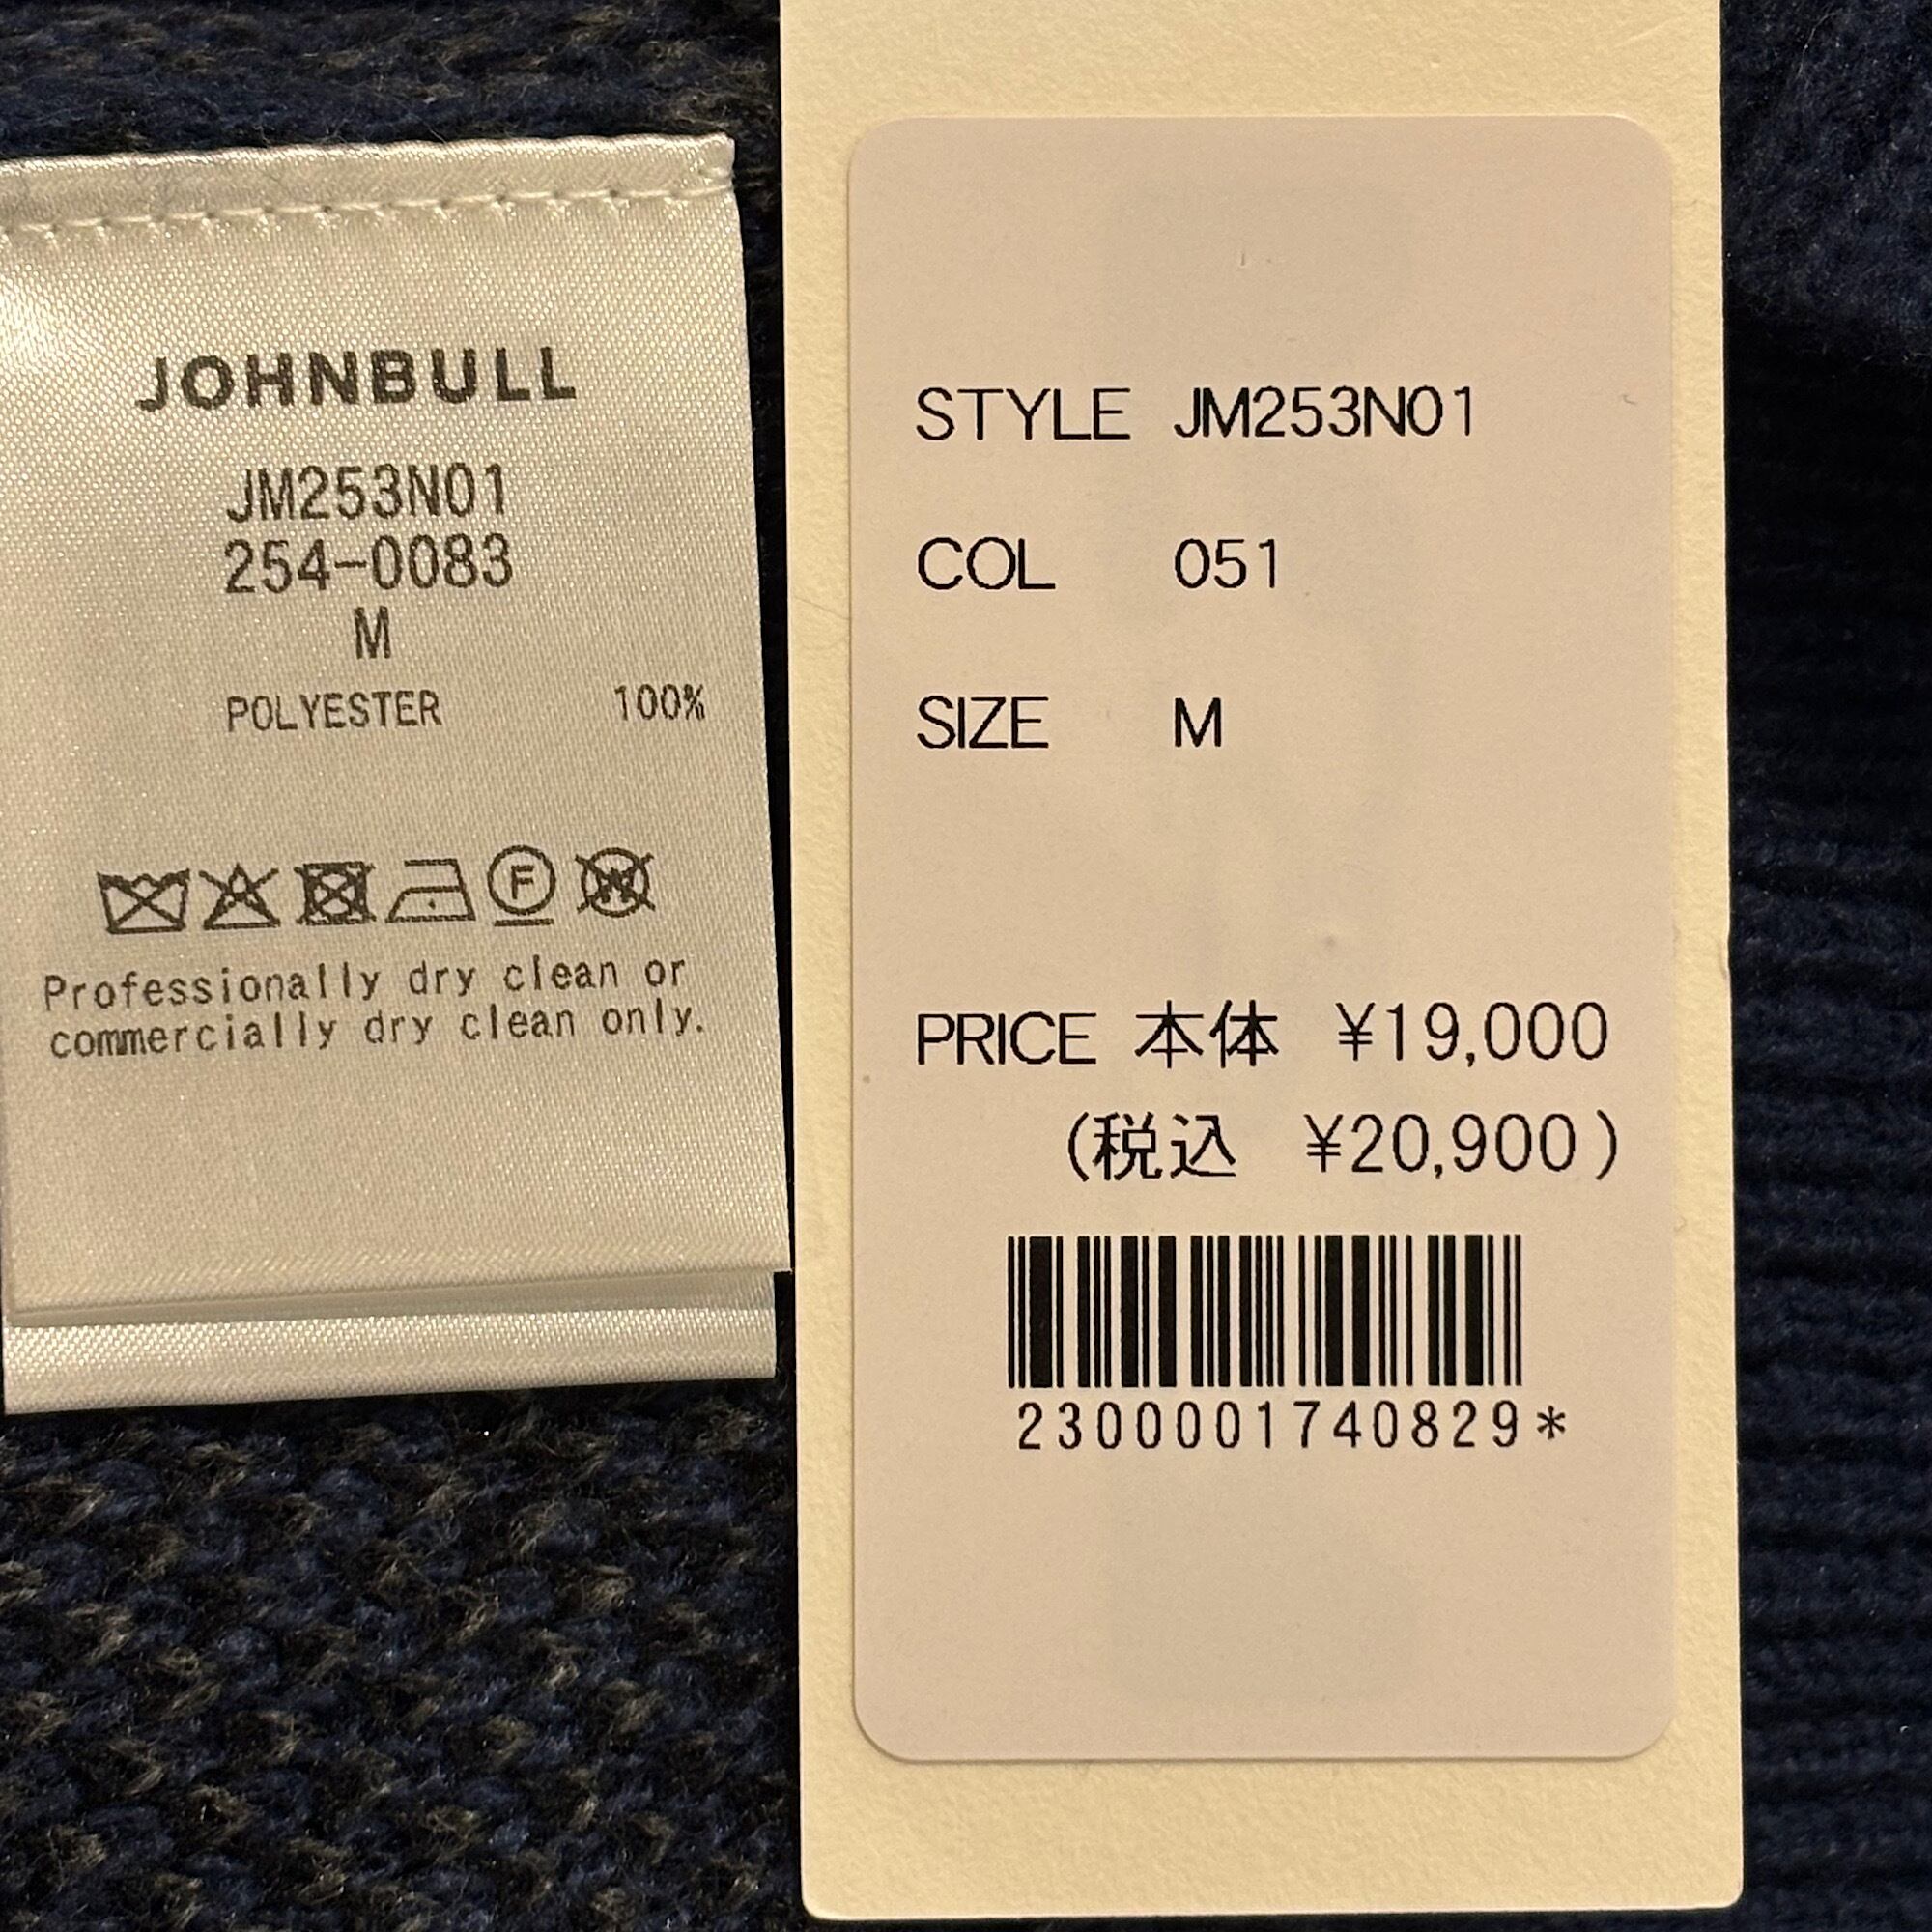 JOHNBULL
JM253N01
254-0083
M
POLYESTER 100%
F
W
Professionally dry clean or
commercially dry clean only.
STYLE JM253N01
COL 051
SIZE M
PRICE 本体 ¥19,000
(税込 ¥20,900)
2300001740829*